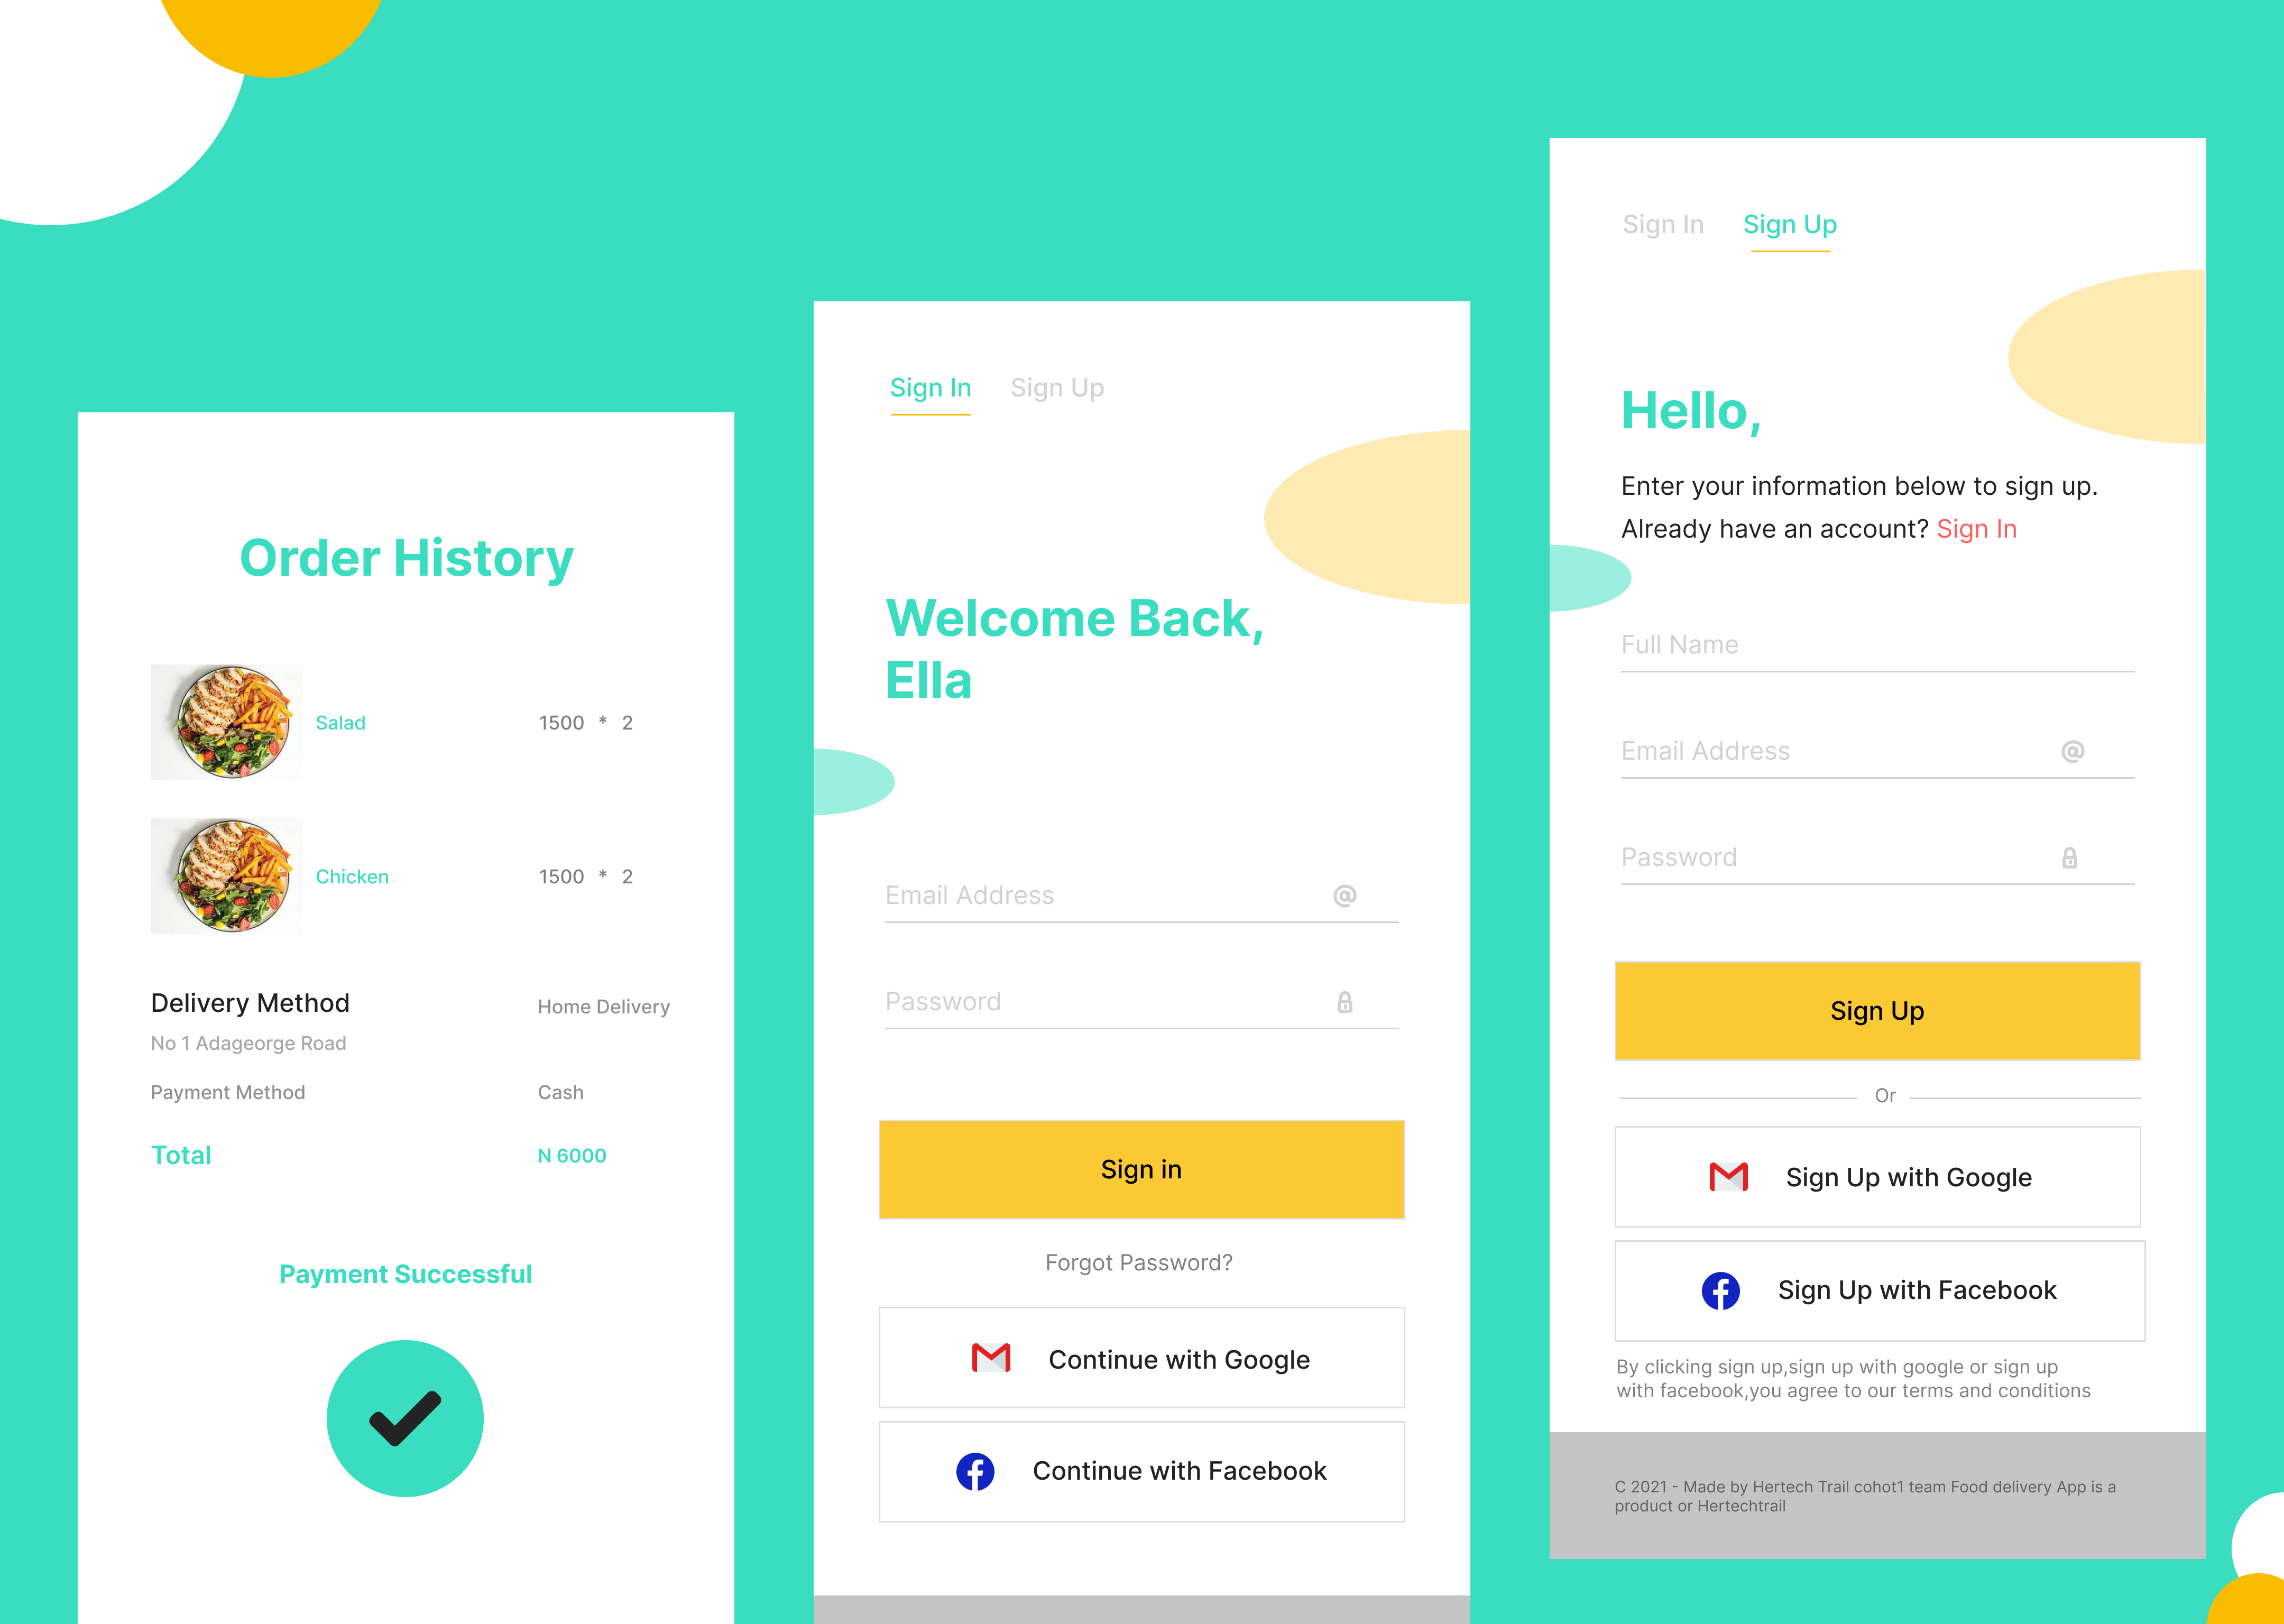 Order History
Salad 1500 * 2
Chicken 1500 * 2
Delivery Method Home Delivery
No 1 Adageorge Road
Payment Method Cash
Total N 6000
Payment Successful
Sign In Sign Up
Welcome Back,
Ella
Email Address @
Password
Sign in
Forgot Password?
Continue with Google
Continue with Facebook
Sign In Sign Up
Hello,
Enter your information below to sign up.
Already have an account? Sign In
Full Name
Email Address @
Password
Sign Up
Or
Sign Up with Google
Sign Up with Facebook
By clicking sign up,sign up with google or sign up
with facebook,you agree to our terms and conditions
C 2021 - Made by Hertech Trail cohot1 team Food delivery App is a
product or Hertechtrail